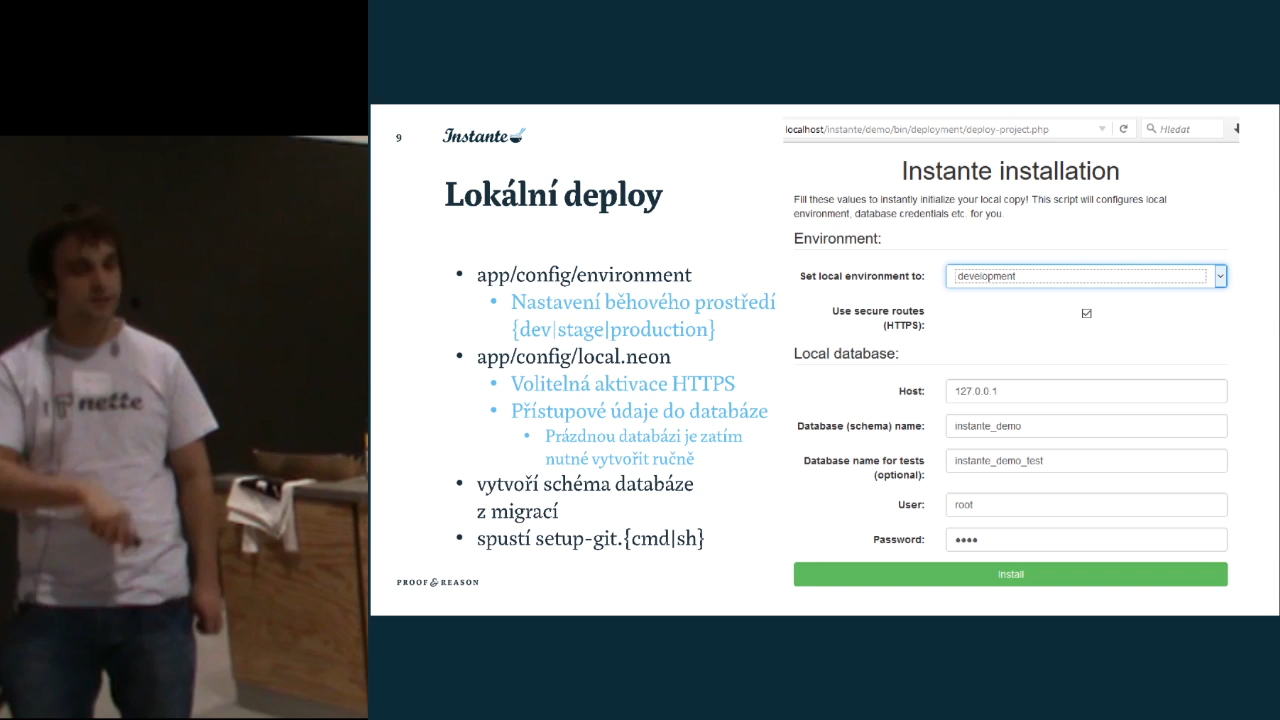 nette
9
Instante
Lokální deploy
• app/config/environment
• Nastavení běhového prostředí
{dev|stage|production}
• app/config/local.neon
• Volitelná aktivace HTTPS
• Přístupové údaje do databáze
• Prázdnou databázi je zatím
nutné vytvořit ručně
• vytvoří schéma databáze
z migrací
• spustí setup-git.{cmd|sh}
PROOF & REASON
localhost/instante/demo/bin/deployment/deploy-project.php
Hledat
Instante installation
Fill these values to instantly initialize your local copy! This script will configures local
environment, database credentials etc. for you.
Environment:
Set local environment to: development
Use secure routes
(HTTPS):
Local database:
Host: 127.0.0.1
Database (schema) name: instante_demo
Database name for tests instante_demo_test
(optional):
User: root
Password: ••••
Install